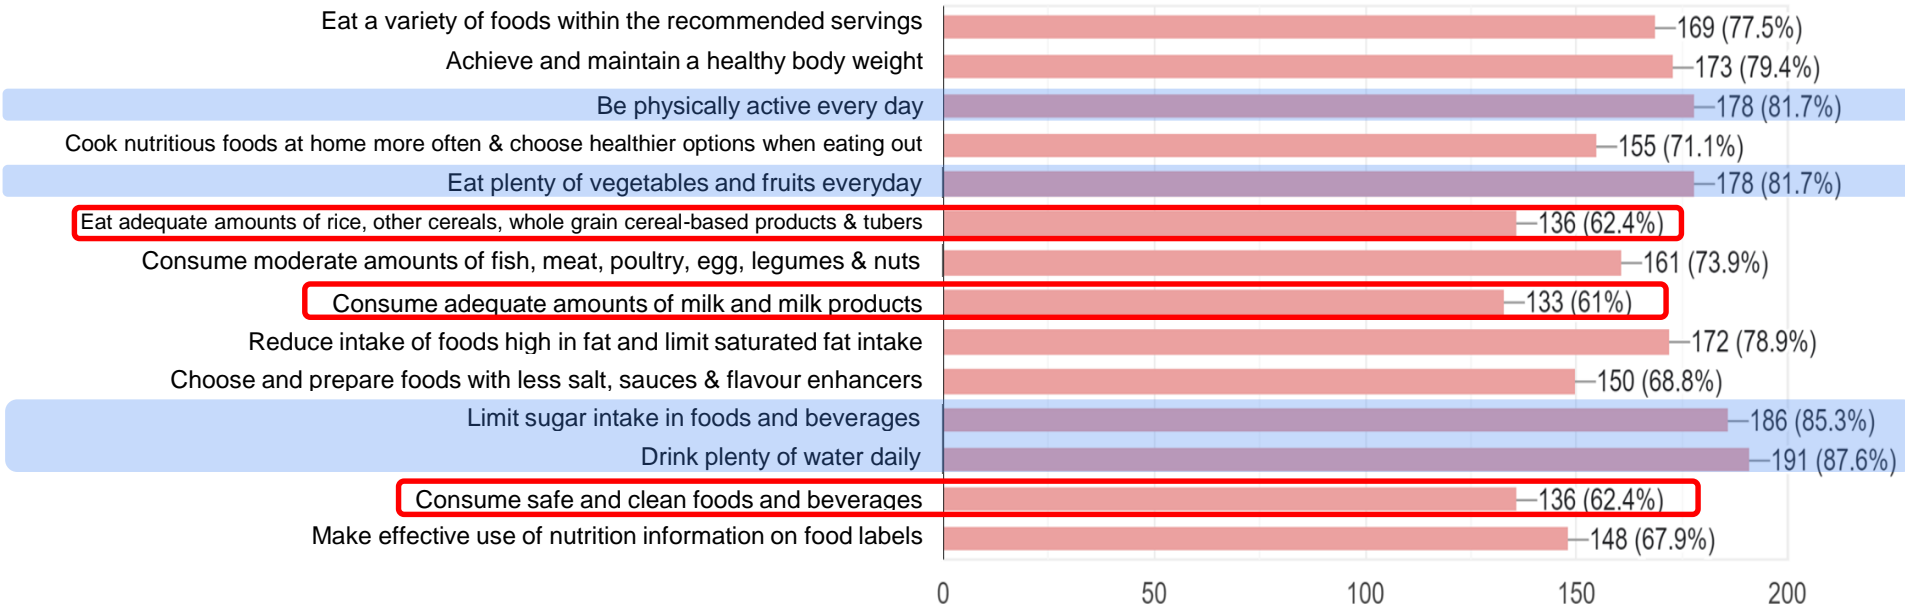 Eat a variety of foods within the recommended servings 169 (77.5%)
Achieve and maintain a healthy body weight 173 (79.4%)
Be physically active every day 178 (81.7%)
Cook nutritious foods at home more often & choose healthier options when eating out 155 (71.1%)
Eat plenty of vegetables and fruits everyday 178 (81.7%)
Eat adequate amounts of rice, other cereals, whole grain cereal-based products & tubers 136 (62.4%)
Consume moderate amounts of fish, meat, poultry, egg, legumes & nuts 161 (73.9%)
Consume adequate amounts of milk and milk products 133 (61%)
Reduce intake of foods high in fat and limit saturated fat intake 172 (78.9%)
Choose and prepare foods with less salt, sauces & flavour enhancers 150 (68.8%)
Limit sugar intake in foods and beverages 186 (85.3%)
Drink plenty of water daily 191 (87.6%)
Consume safe and clean foods and beverages 136 (62.4%)
Make effective use of nutrition information on food labels 148 (67.9%)
0 50 100 150 200